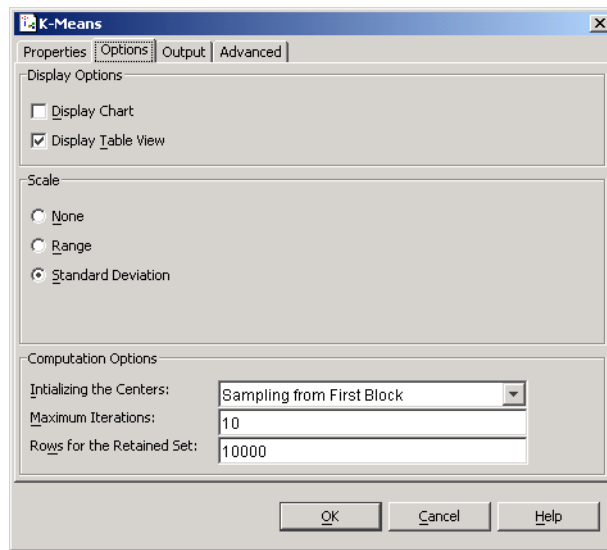 K-Means
Properties Options Output Advanced
Display Options
Display Chart
Display Table View
Scale
None
Range
Standard Deviation
Computation Options
Intializing the Centers: Sampling from First Block
Maximum Iterations: 10
Rows for the Retained Set: 10000
OK Cancel Help